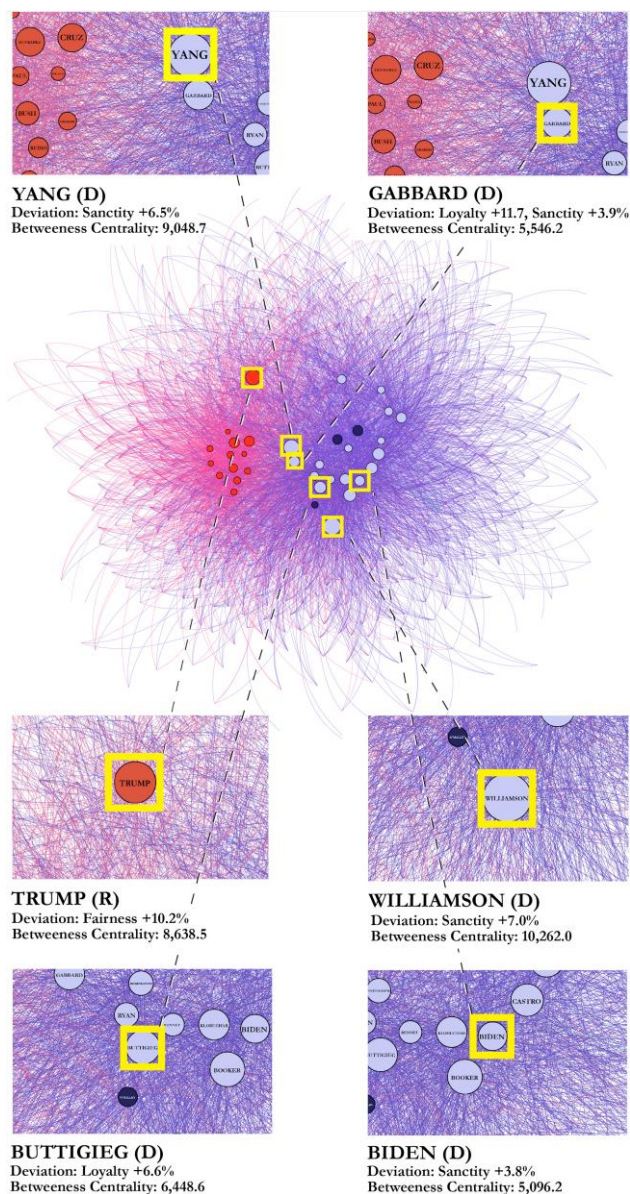 CRUZ
PAUL
BUSH
YANG
GABBARD
RYAN
YANG (D)
Deviation: Sanctity +6.5%
Betweeness Centrality: 9,048.7
CRUZ
PAUL
BUSH
YANG
GABBARD
RYAN
GABBARD (D)
Deviation: Loyalty +11.7, Sanctity +3.9%
Betweeness Centrality: 5,546.2
TRUMP
TRUMP (R)
Deviation: Fairness +10.2%
Betweeness Centrality: 8,638.5
WILLIAMSON
WILLIAMSON (D)
Deviation: Sanctity +7.0%
Betweeness Centrality: 10,262.0
GABBARD
RYAN
KLOBUCHAR
BIDEN
BUTTIGIEG
BOOKER
BUTTIGIEG (D)
Deviation: Loyalty +6.6%
Betweeness Centrality: 6,448.6
CASTRO
BENNET
KLOBUCHAR
BIDEN
UTTIGIEG
BOOKER
BIDEN (D)
Deviation: Sanctity +3.8%
Betweeness Centrality: 5,096.2